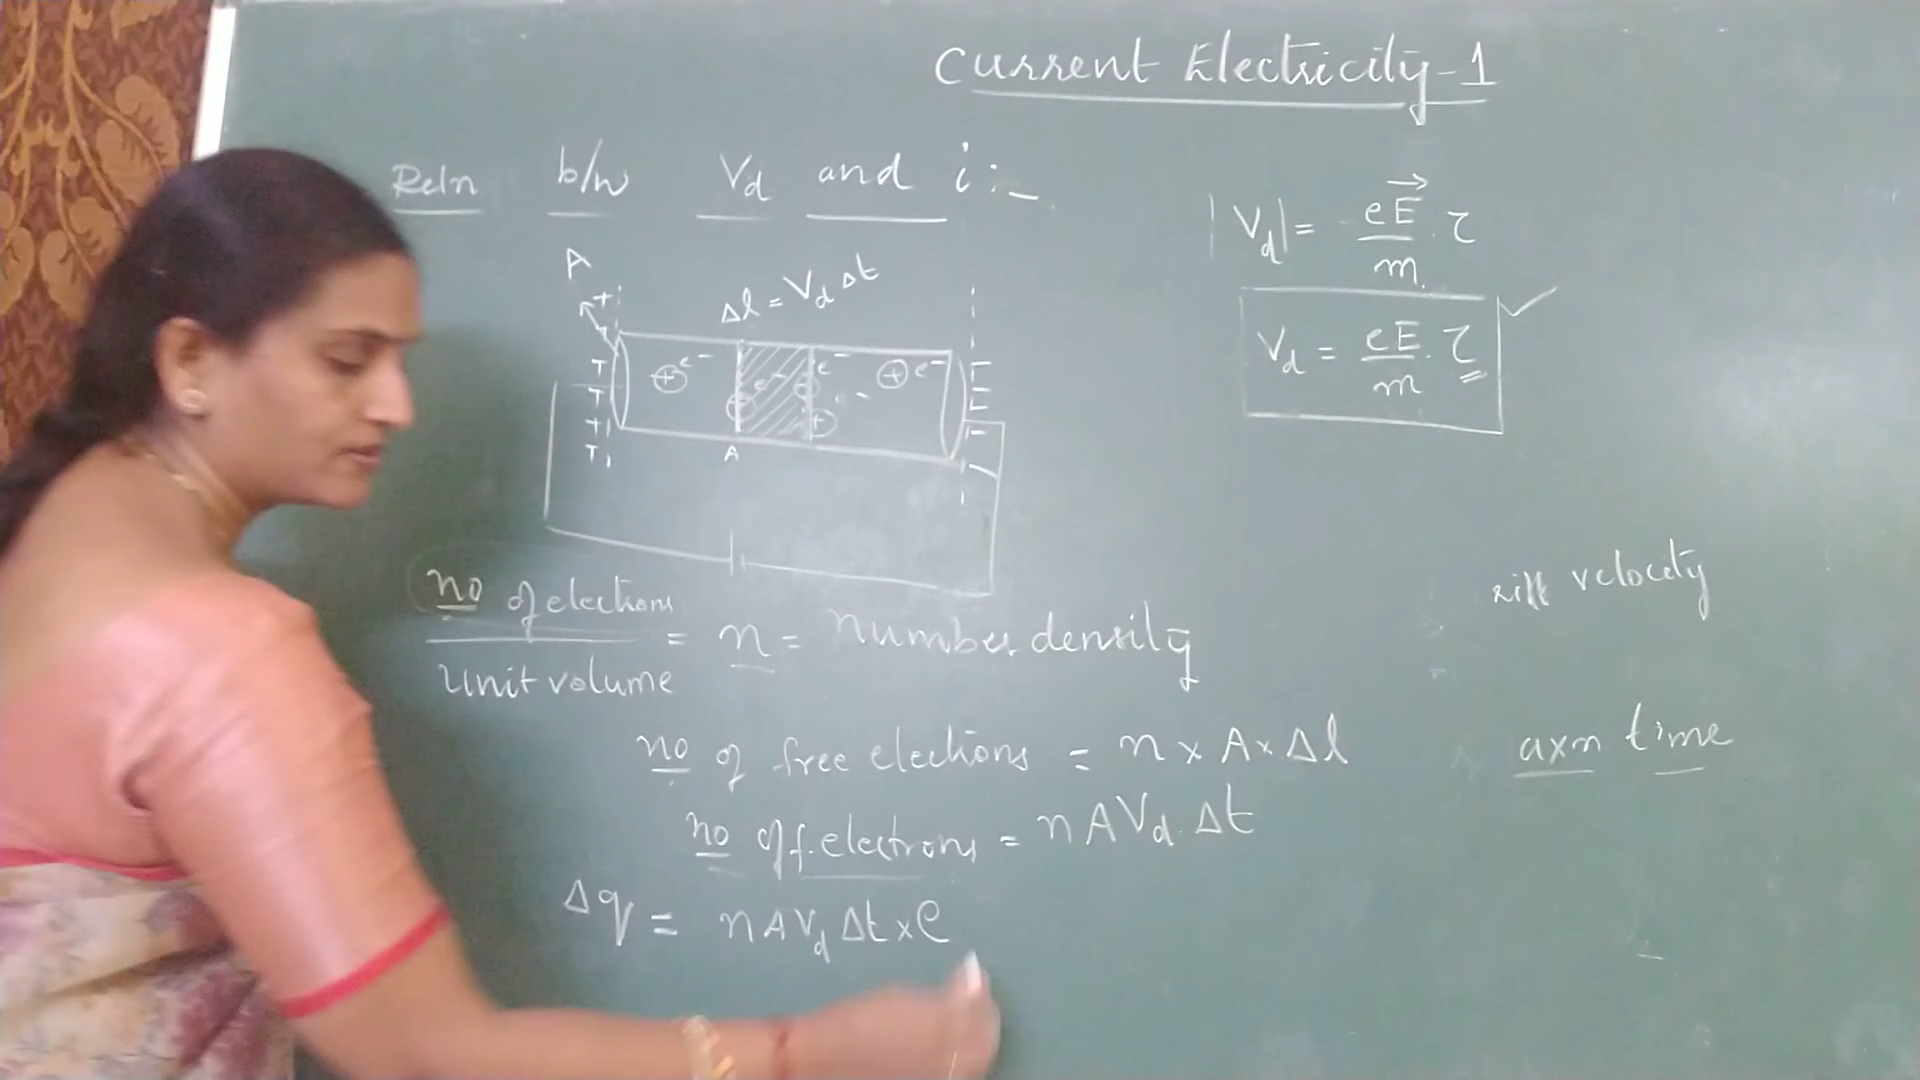 Current Electricity-1
Reln b/w Vd and i:-
|Vd| = eE/m . τ
Vd = eE/m . τ
A
Δl = Vd Δt
A
no of electrons / Unit volume = n = number density
velocity
no of free electrons = n x A x Δl
axn time
no of f.electrons = n A Vd . Δt
Δq = n A Vd Δt x e